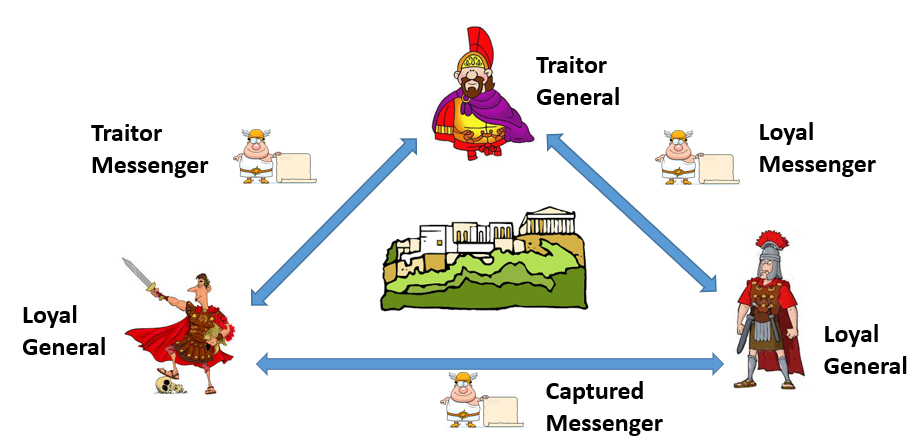 Traitor
General
Traitor
Messenger
Loyal
Messenger
Loyal
General
Loyal
General
Captured
Messenger